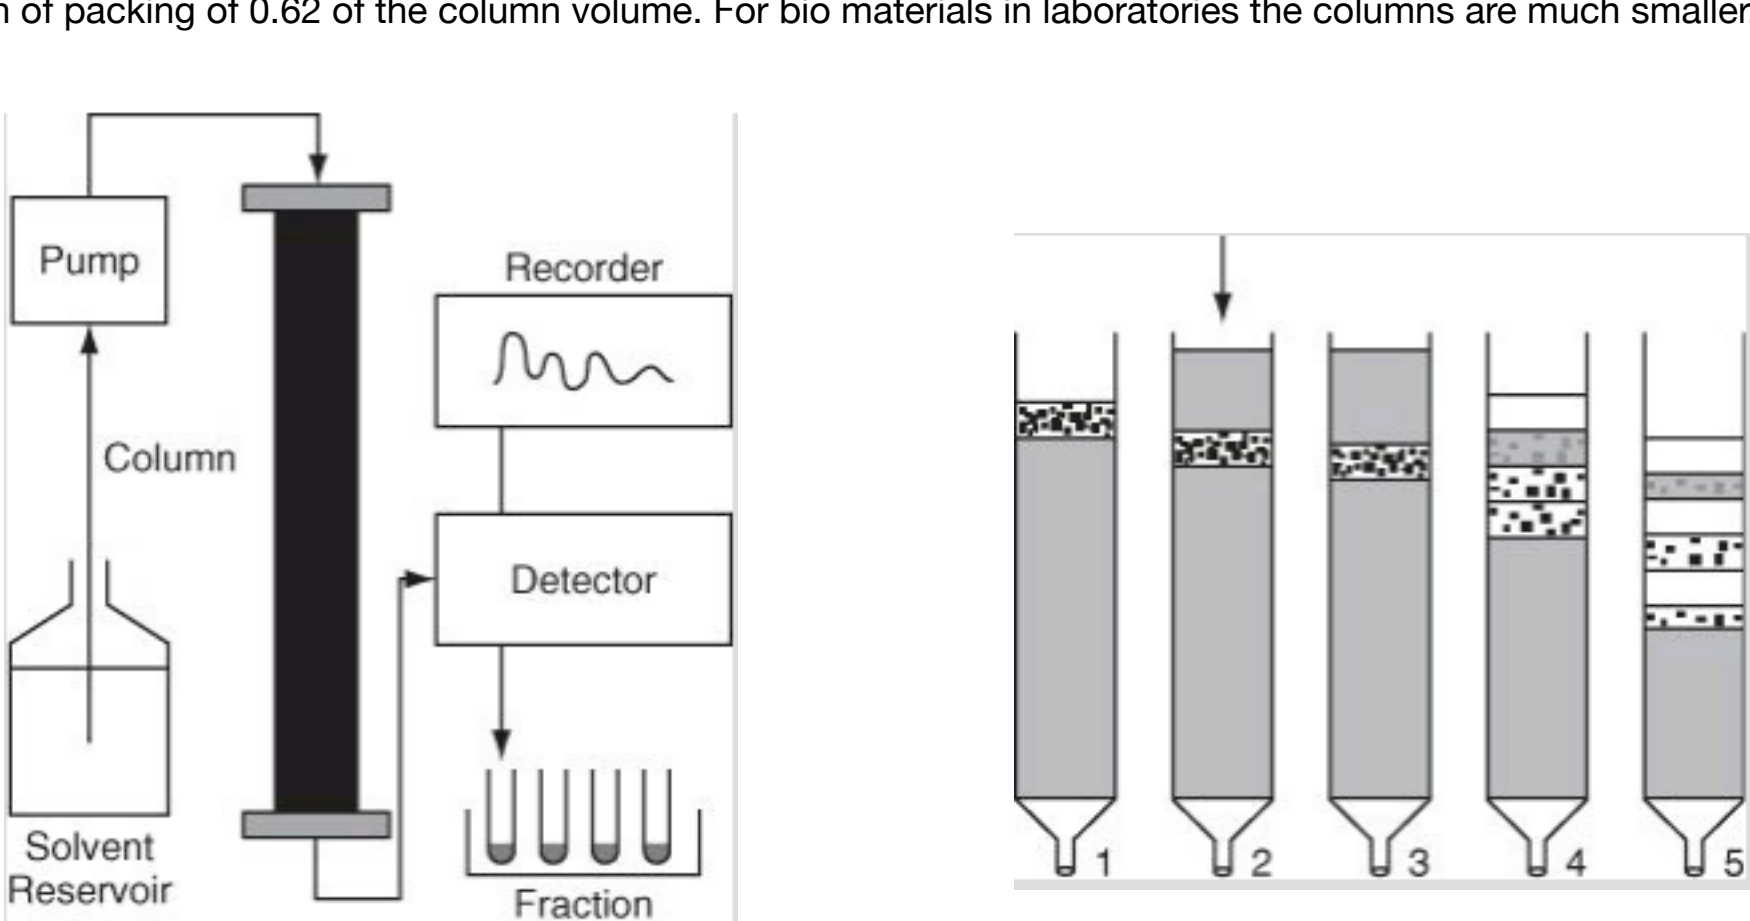 n of packing of 0.62 of the column volume. For bio materials in laboratories the columns are much smaller
Pump
Recorder
Column
Detector
Solvent
Reservoir
Fraction
1 2 3 4 5